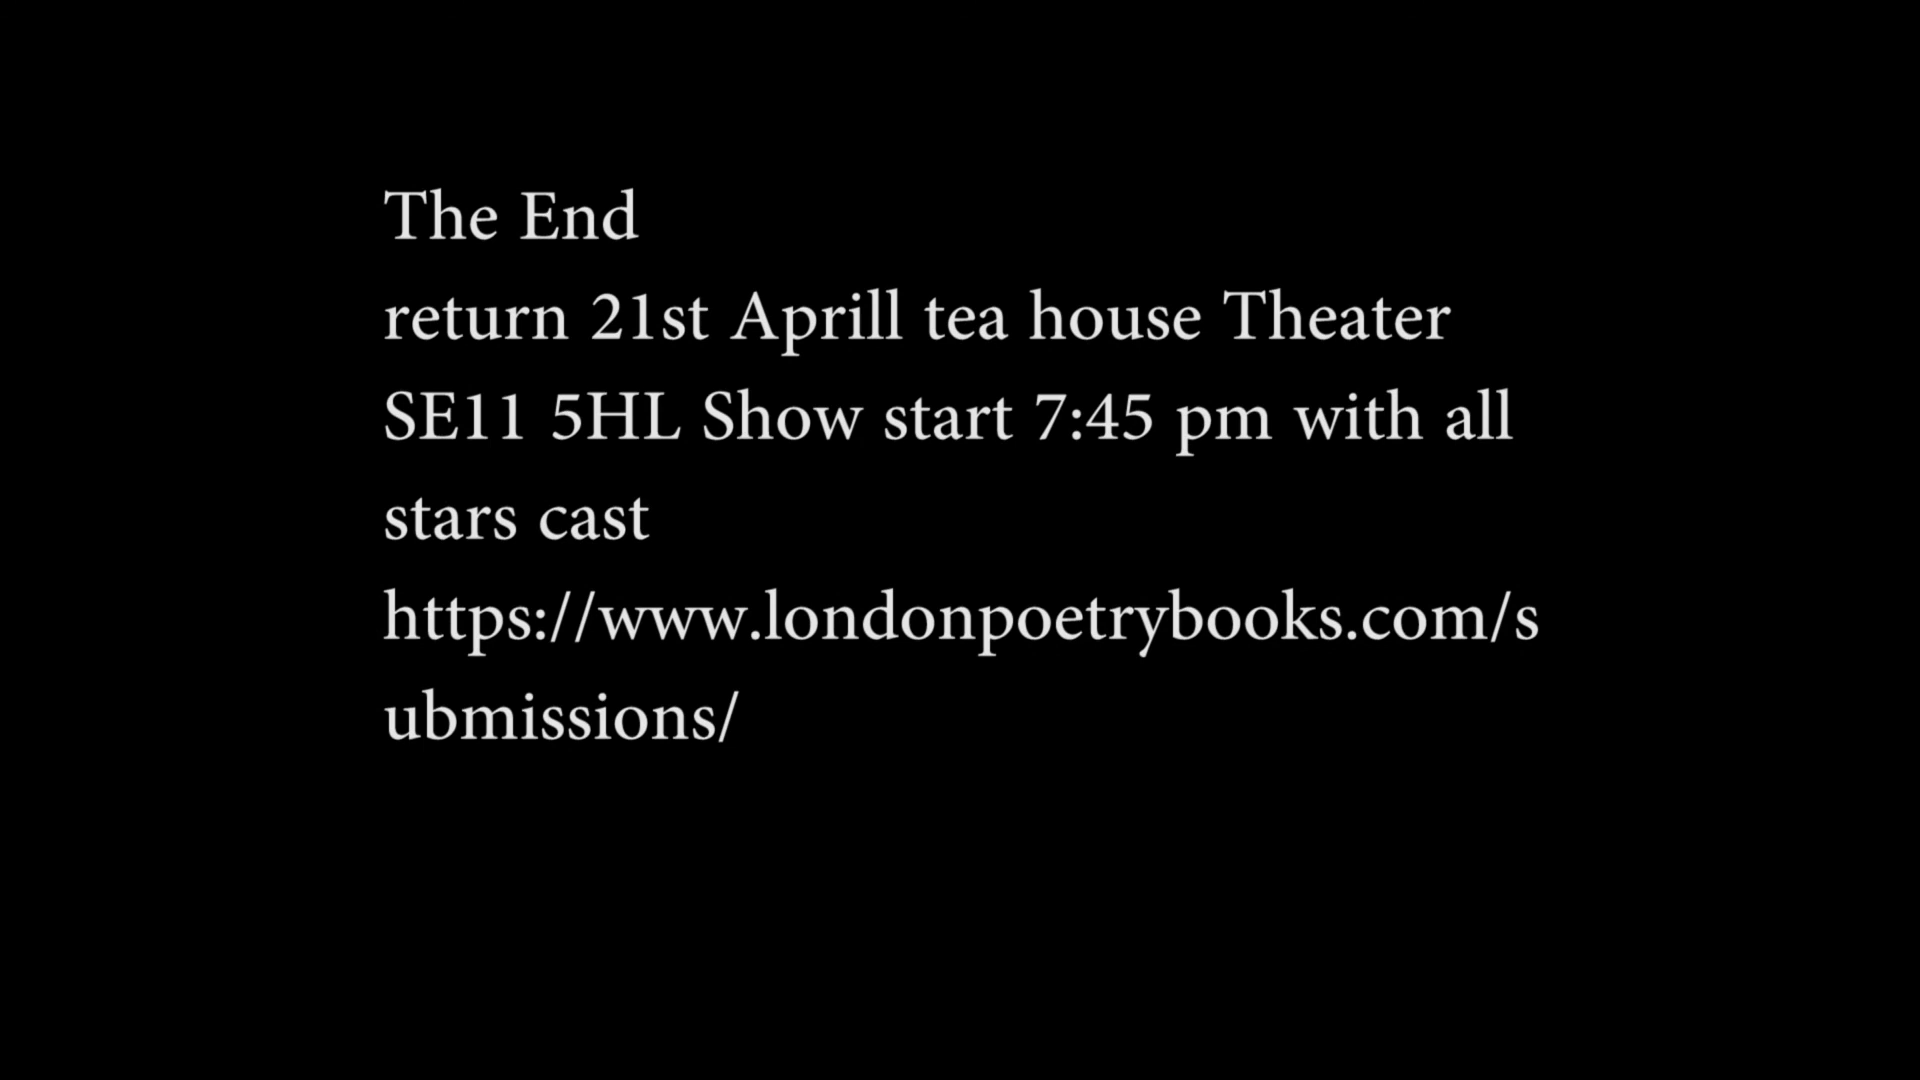 The End
return 21st Aprill tea house Theater
SE11 5HL Show start 7:45 pm with all
stars cast
https://www.londonpoetrybooks.com/s
ubmissions/